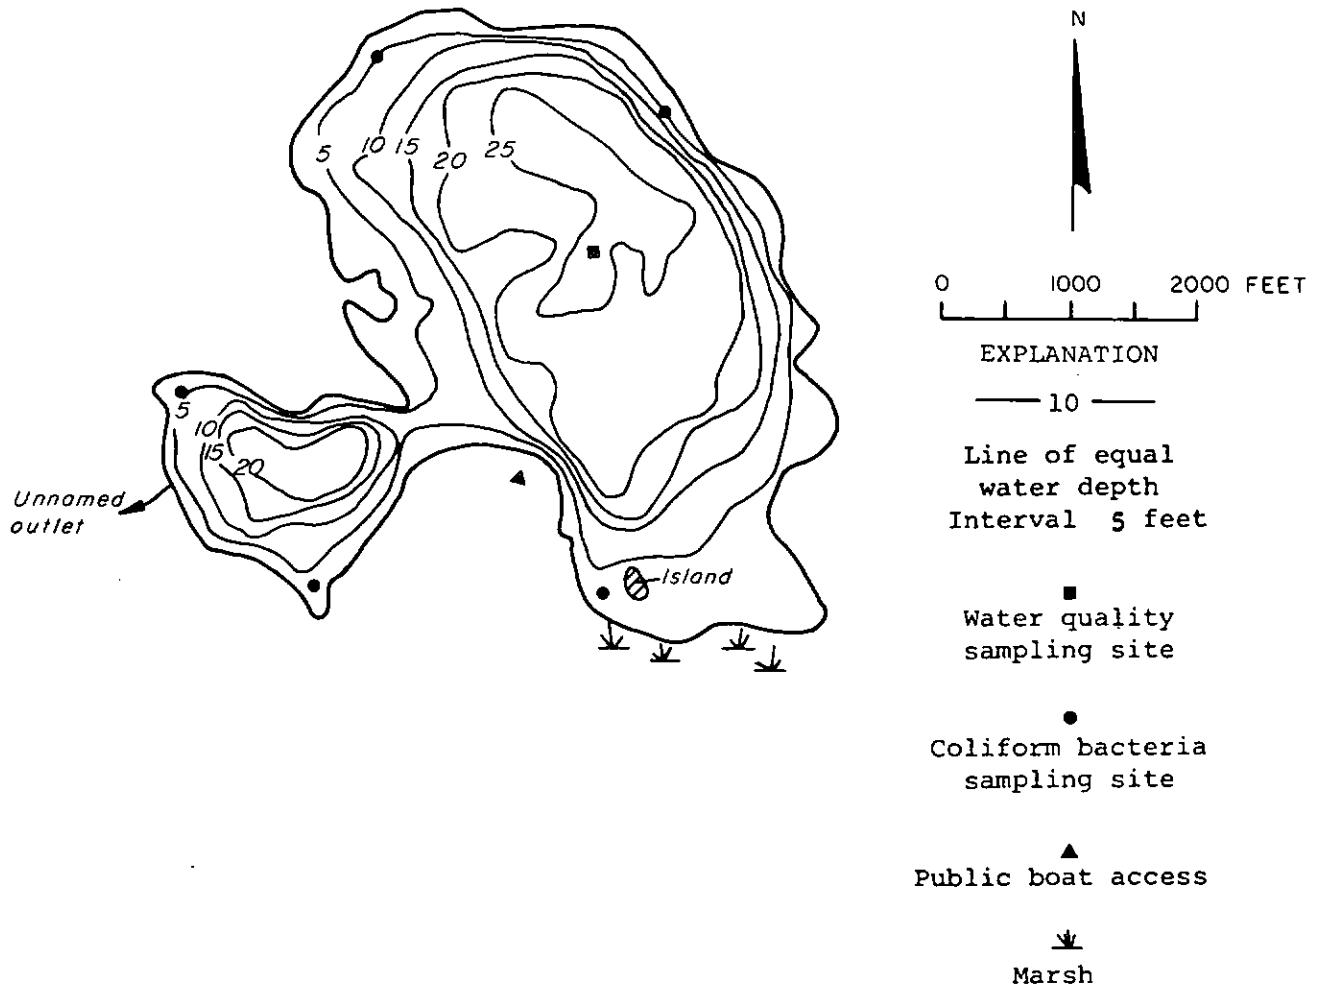 N
5
10
15
20
25
0 1000 2000 FEET
EXPLANATION
10
Line of equal
water depth
Interval 5 feet
5
10
15
20
Unnamed
outlet
Island
Water quality
sampling site
Coliform bacteria
sampling site
Public boat access
Marsh